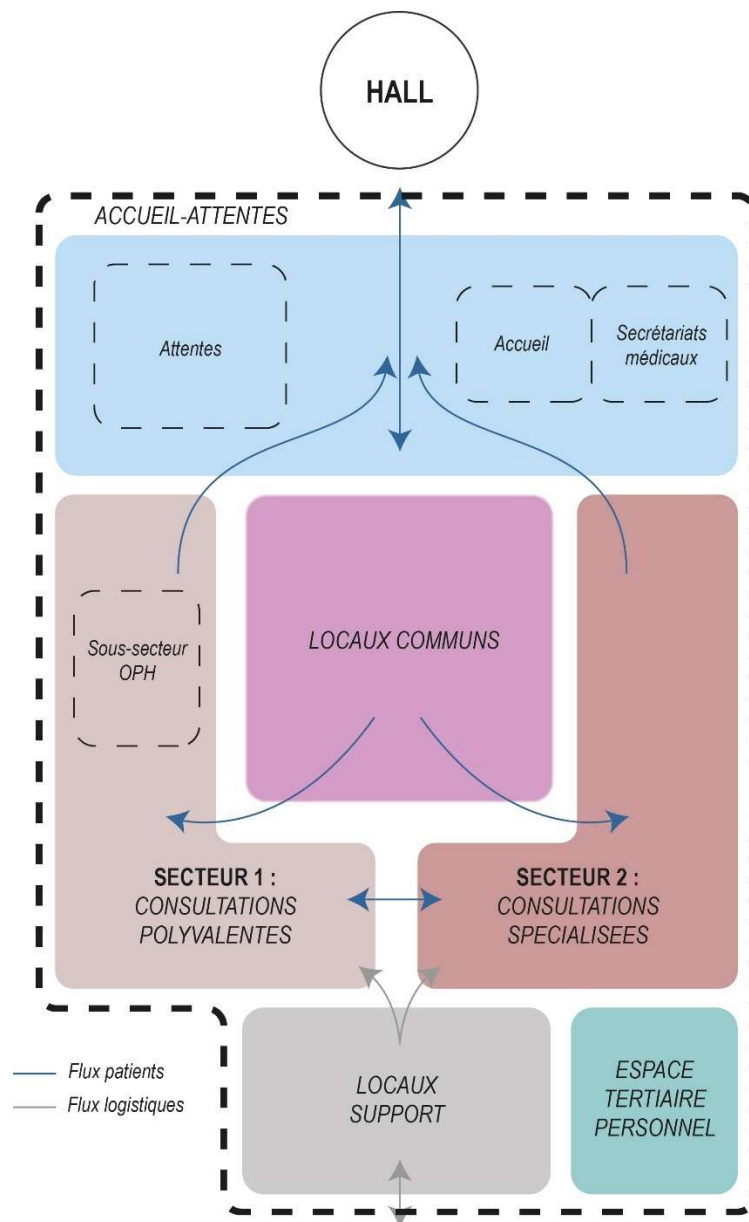 HALL
ACCUEIL-ATTENTES
Attentes
Accueil
Secrétariats
médicaux
LOCAUX COMMUNS
Sous-secteur
OPH
SECTEUR 1 :
CONSULTATIONS
POLYVALENTES
SECTEUR 2 :
CONSULTATIONS
SPECIALISEES
Flux patients
Flux logistiques
LOCAUX
SUPPORT
ESPACE
TERTIAIRE
PERSONNEL